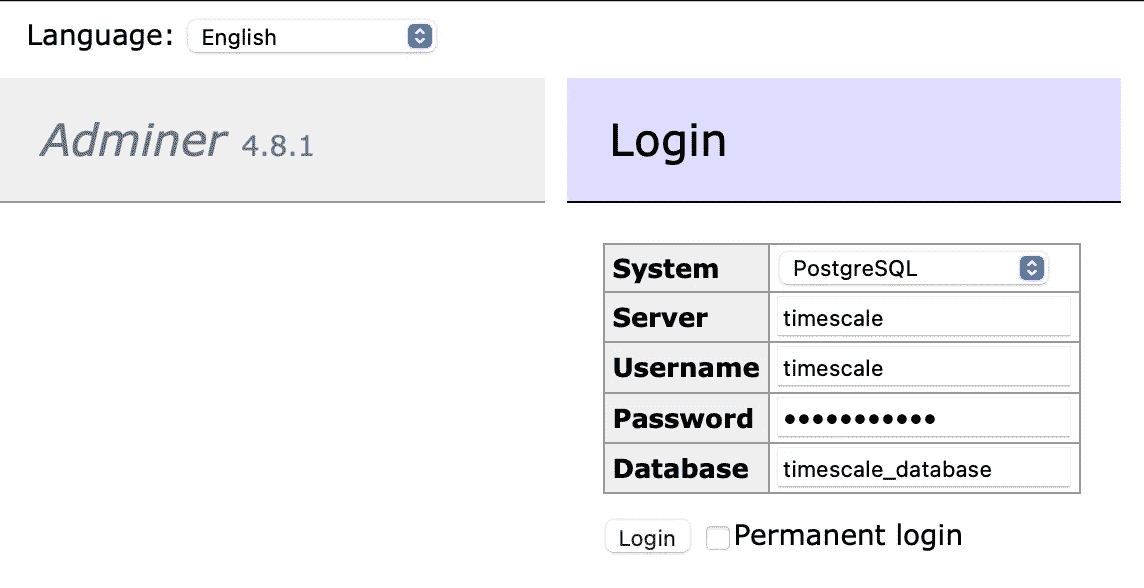 Language: English
Adminer 4.8.1
Login
System PostgreSQL
Server timescale
Username timescale
Password •••••••••••
Database timescale_database
Login Permanent login